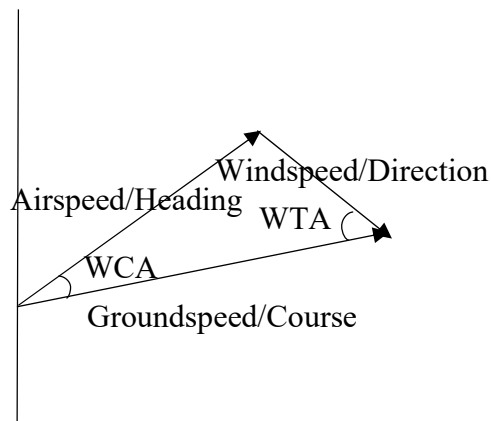 Windspeed/Direction
Airspeed/Heading
WTA
WCA
Groundspeed/Course